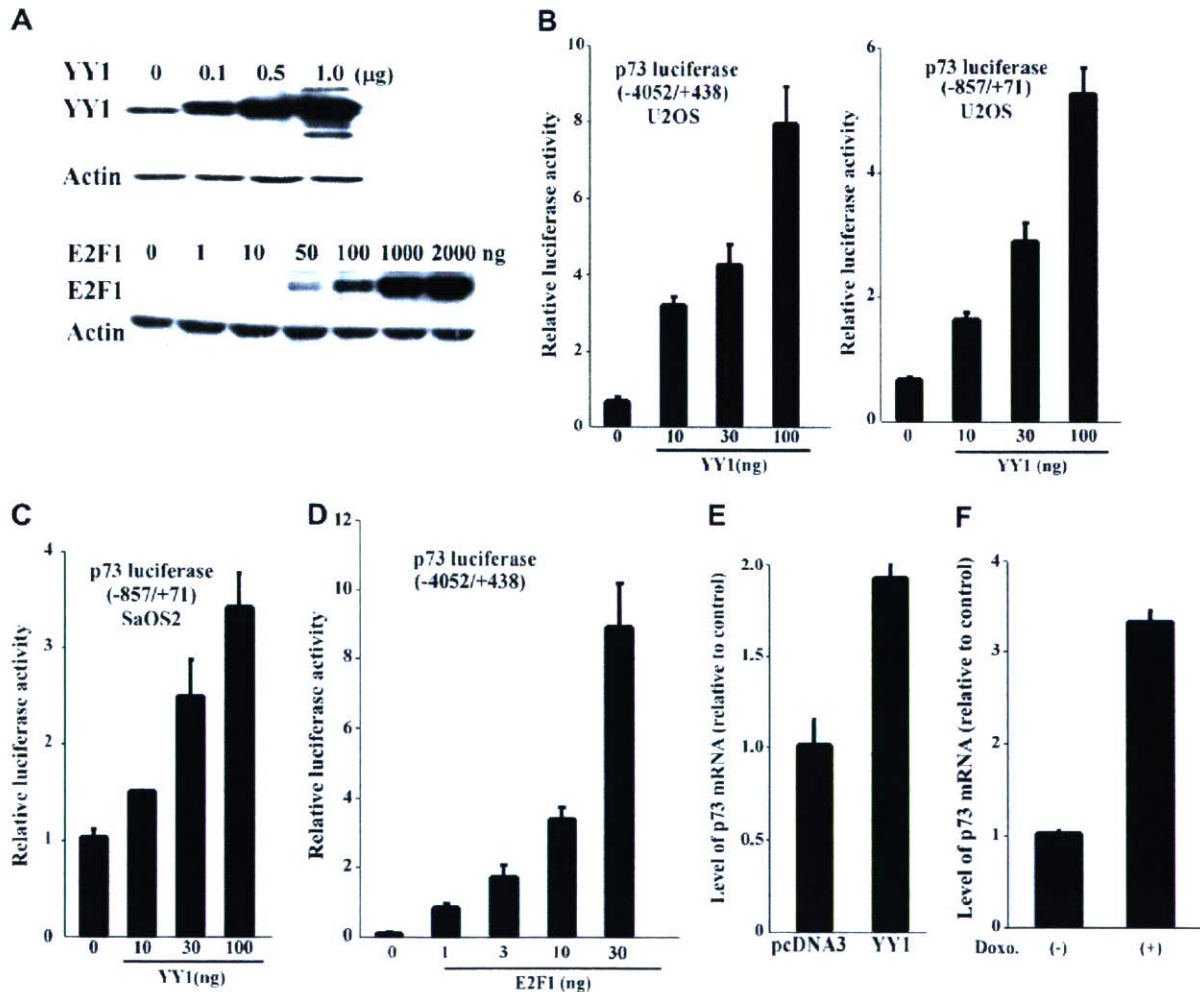 A
YY1 0 0.1 0.5 1.0 (µg)
YY1
Actin
E2F1 0 1 10 50 100 1000 2000 ng
E2F1
Actin
B
Relative luciferase activity
10
8
6
4
2
0
p73 luciferase
(-4052/+438)
U2OS
0 10 30 100
YY1(ng)
Relative luciferase activity
6
4
2
0
p73 luciferase
(-857/+71)
U2OS
0 10 30 100
YY1 (ng)
C
Relative luciferase activity
4
3
2
1
0
p73 luciferase
(-857/+71)
SaOS2
0 10 30 100
YY1(ng)
D
Relative luciferase activity
12
10
8
6
4
2
0
p73 luciferase
(-4052/+438)
0 1 3 10 30
E2F1 (ng)
E
Level of p73 mRNA (relative to control)
2.0
1.5
1.0
0.5
0
pcDNA3 YY1
F
Level of p73 mRNA (relative to control)
4
3
2
1
0
Doxo. (-) (+)